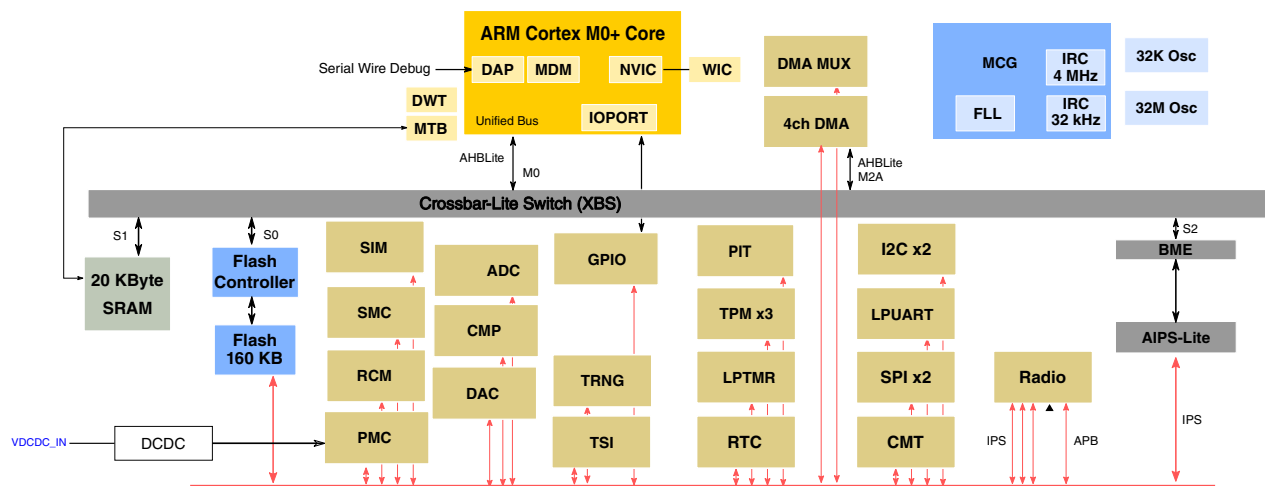 ARM Cortex M0+ Core
Serial Wire Debug
DAP
MDM
NVIC
WIC
DWT
MTB
Unified Bus
IOPORT
DMA MUX
4ch DMA
MCG
IRC
4 MHz
FLL
IRC
32 kHz
32K Osc
32M Osc
AHBLite
M0
AHBLite
M2A
Crossbar-Lite Switch (XBS)
S1
S0
S2
20 KByte
SRAM
Flash
Controller
Flash
160 KB
SIM
SMC
RCM
PMC
ADC
CMP
DAC
GPIO
TRNG
TSI
PIT
TPM x3
LPTMR
RTC
I2C x2
LPUART
SPI x2
CMT
Radio
IPS
APB
BME
AIPS-Lite
IPS
VDCDC_IN
DCDC